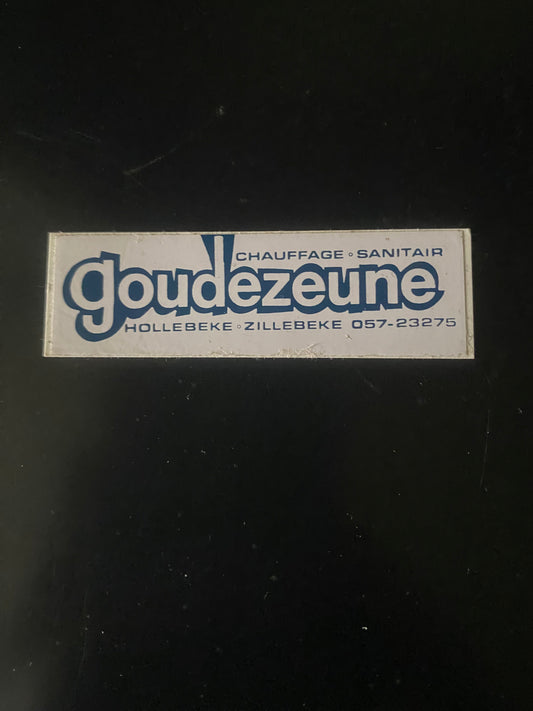 CHAUFFAGE ◦ SANITAIR
goudezeune
HOLLEBEKE ◦ ZILLEBEKE 057-23275